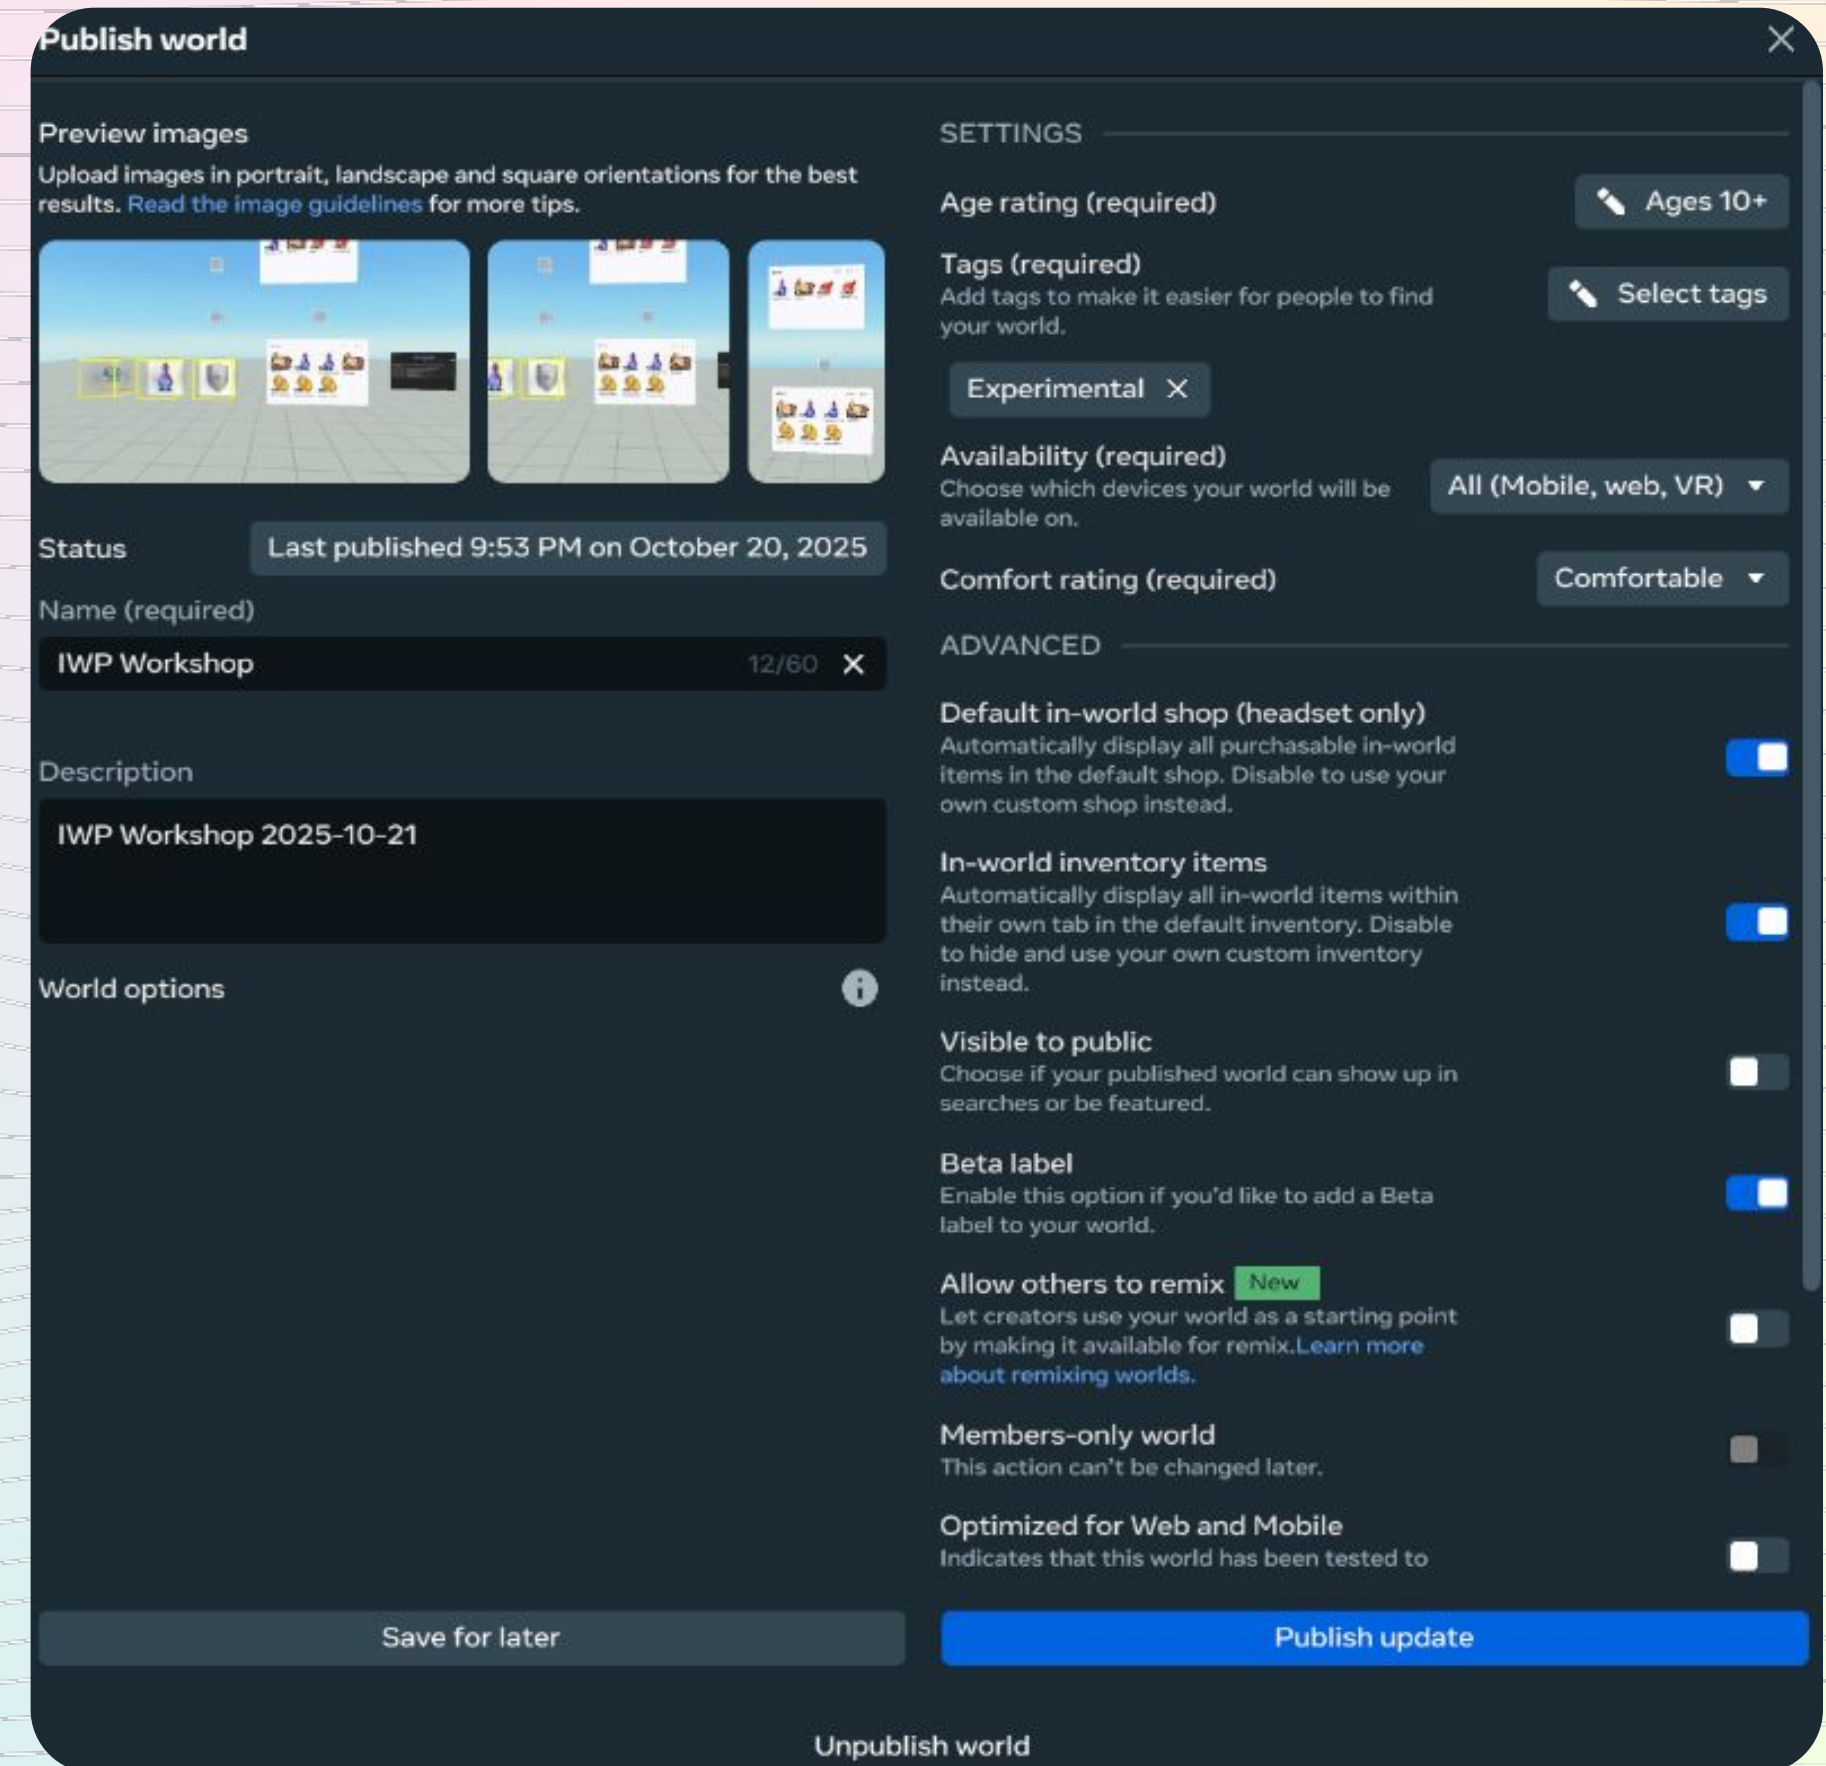 Publish world
Preview images
Upload images in portrait, landscape and square orientations for the best
results. Read the image guidelines for more tips.
Status
Last published 9:53 PM on October 20, 2025
Name (required)
IWP Workshop
12/60
Description
IWP Workshop 2025-10-21
World options
SETTINGS
Age rating (required)
Ages 10+
Tags (required)
Add tags to make it easier for people to find
your world.
Select tags
Experimental
Availability (required)
Choose which devices your world will be
available on.
All (Mobile, web, VR)
Comfort rating (required)
Comfortable
ADVANCED
Default in-world shop (headset only)
Automatically display all purchasable in-world
items in the default shop. Disable to use your
own custom shop instead.
In-world inventory items
Automatically display all in-world items within
their own tab in the default inventory. Disable
to hide and use your own custom inventory
instead.
Visible to public
Choose if your published world can show up in
searches or be featured.
Beta label
Enable this option if you'd like to add a Beta
label to your world.
Allow others to remix New
Let creators use your world as a starting point
by making it available for remix.Learn more
about remixing worlds.
Members-only world
This action can't be changed later.
Optimized for Web and Mobile
Indicates that this world has been tested to
Save for later
Publish update
Unpublish world